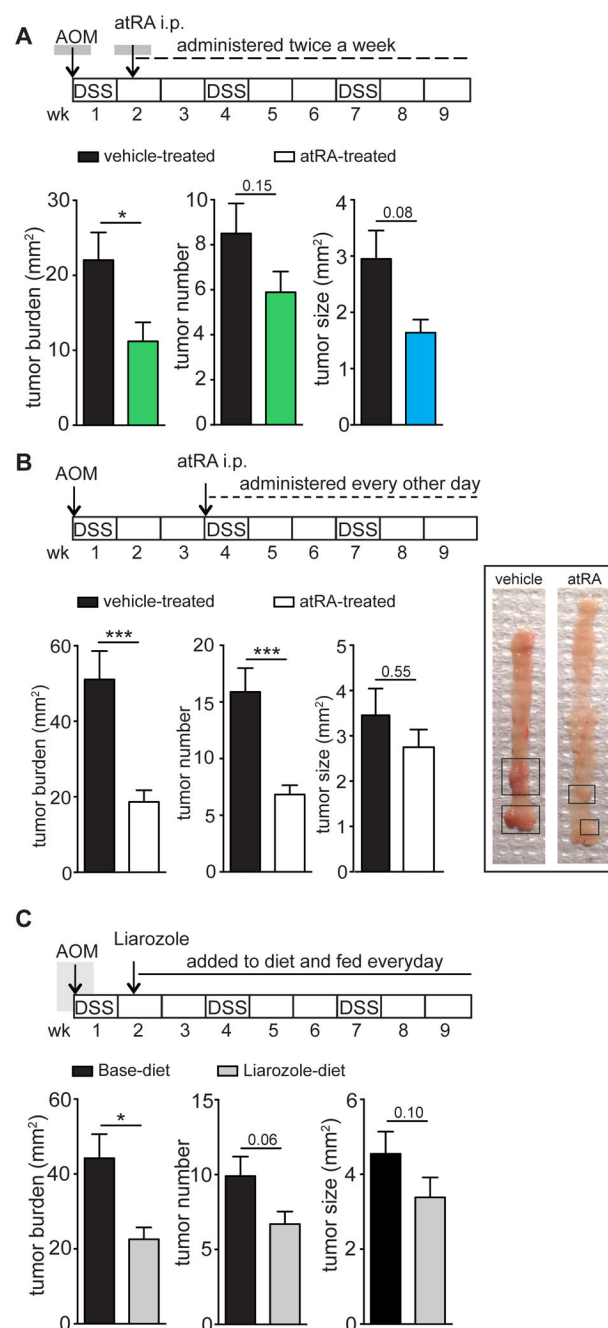 A
AOM
atRA i.p.
administered twice a week
DSS DSS DSS
wk 1 2 3 4 5 6 7 8 9
vehicle-treated atRA-treated
tumor burden (mm²)
30
20
10
0
*
tumor number
10
8
6
4
2
0
0.15
tumor size (mm²)
4
3
2
1
0
0.08
B
AOM
atRA i.p.
administered every other day
DSS DSS DSS
wk 1 2 3 4 5 6 7 8 9
vehicle-treated atRA-treated
tumor burden (mm²)
60
40
20
0
***
tumor number
20
15
10
5
0
***
tumor size (mm²)
5
4
3
2
1
0
0.55
vehicle atRA
C
AOM
Liarozole
added to diet and fed everyday
DSS DSS DSS
wk 1 2 3 4 5 6 7 8 9
Base-diet Liarozole-diet
tumor burden (mm²)
60
40
20
0
*
tumor number
15
10
5
0
0.06
tumor size (mm²)
6
4
2
0
0.10